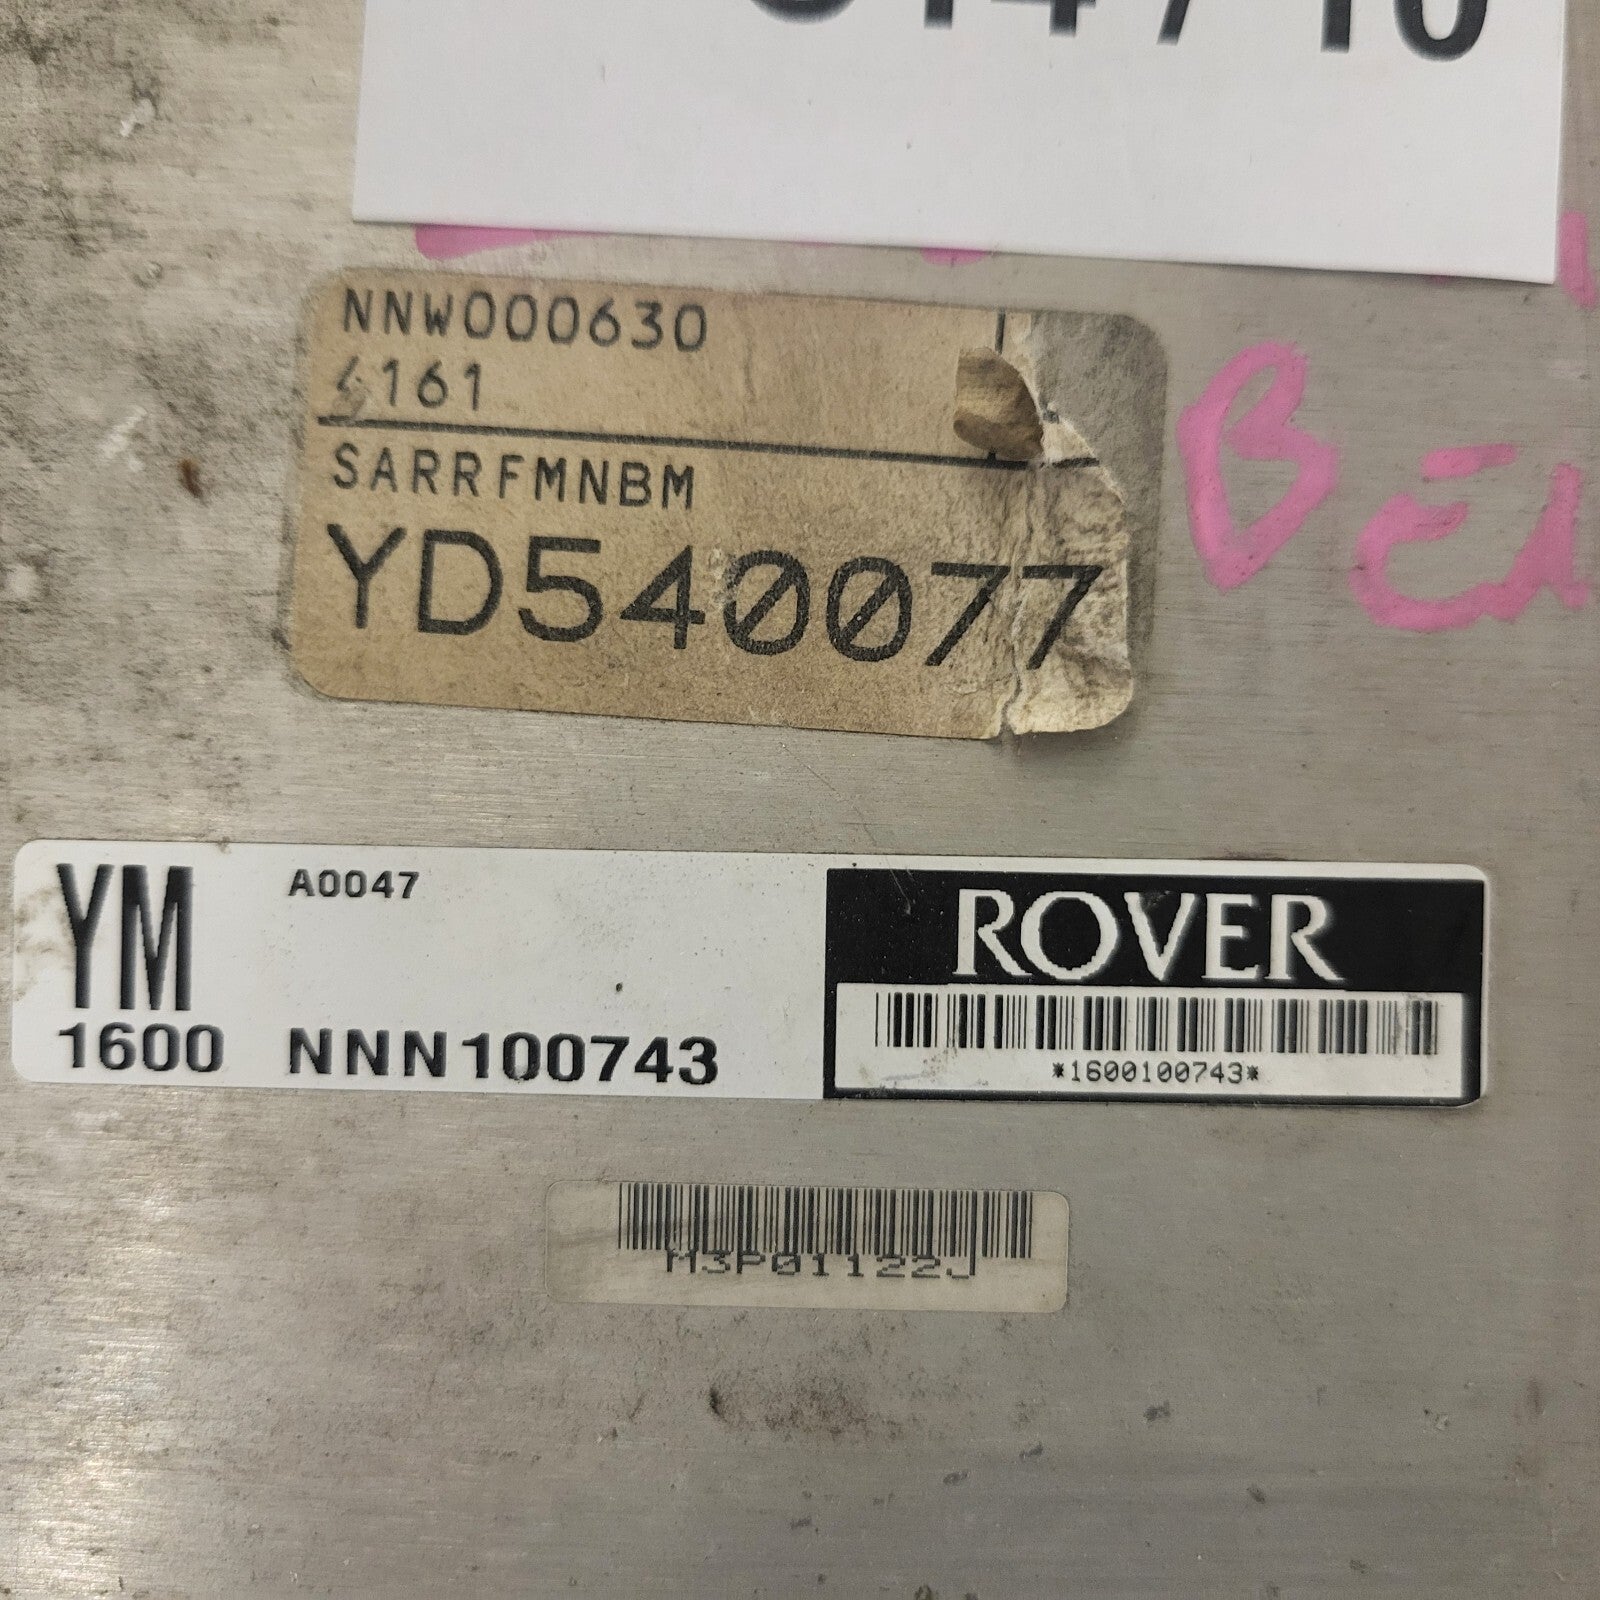 NNW000630
4161
SARRFMNBM
YD540077
YM
A0047
1600 NNN100743
ROVER
*1600100743*
M3P01122J